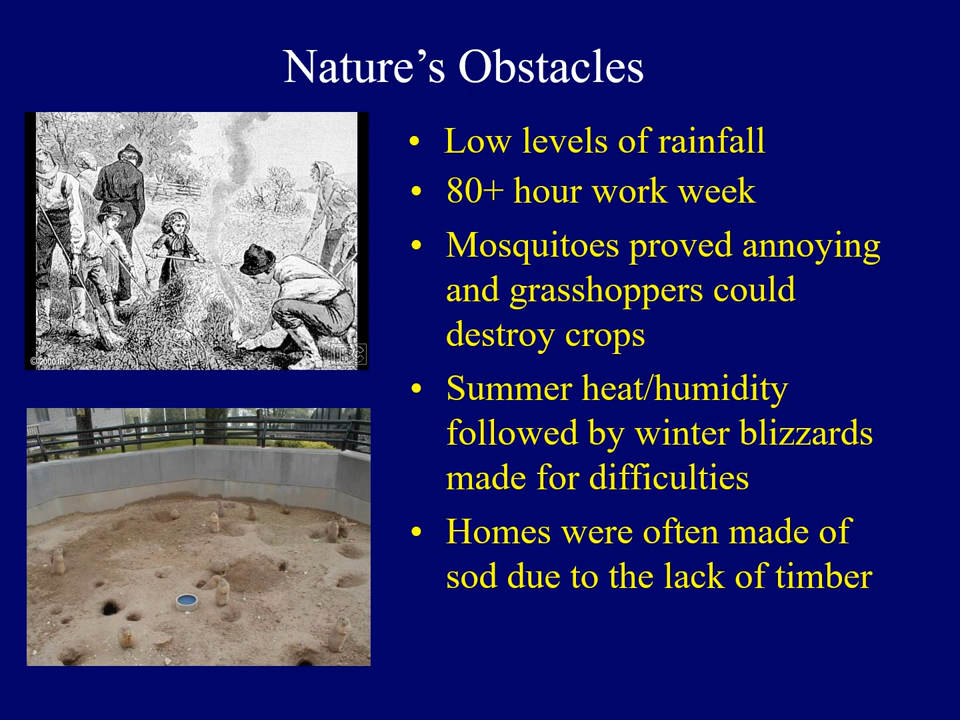 Nature’s Obstacles
• Low levels of rainfall
• 80+ hour work week
• Mosquitoes proved annoying
and grasshoppers could
destroy crops
• Summer heat/humidity
followed by winter blizzards
made for difficulties
• Homes were often made of
sod due to the lack of timber